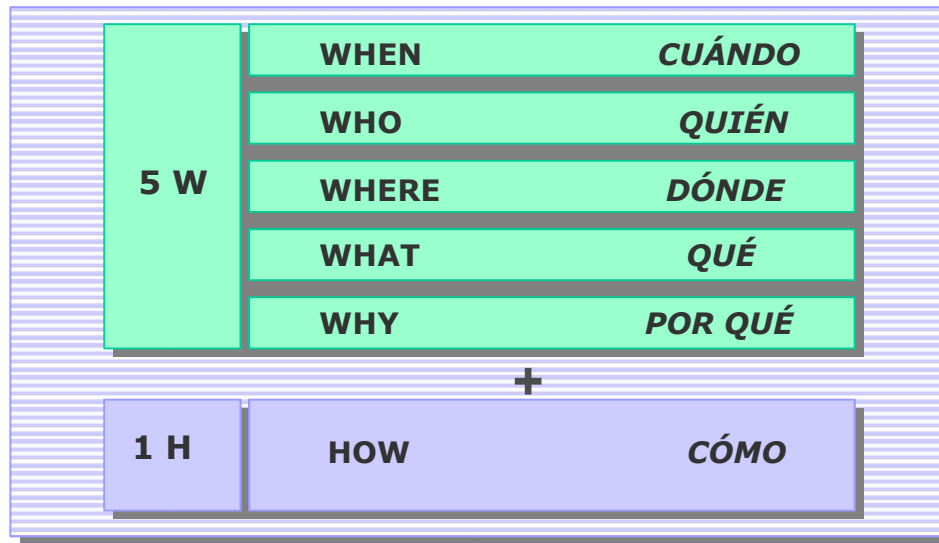 WHEN CUÁNDO
WHO QUIÉN
5 W WHERE DÓNDE
WHAT QUÉ
WHY POR QUÉ
+
1 H HOW CÓMO